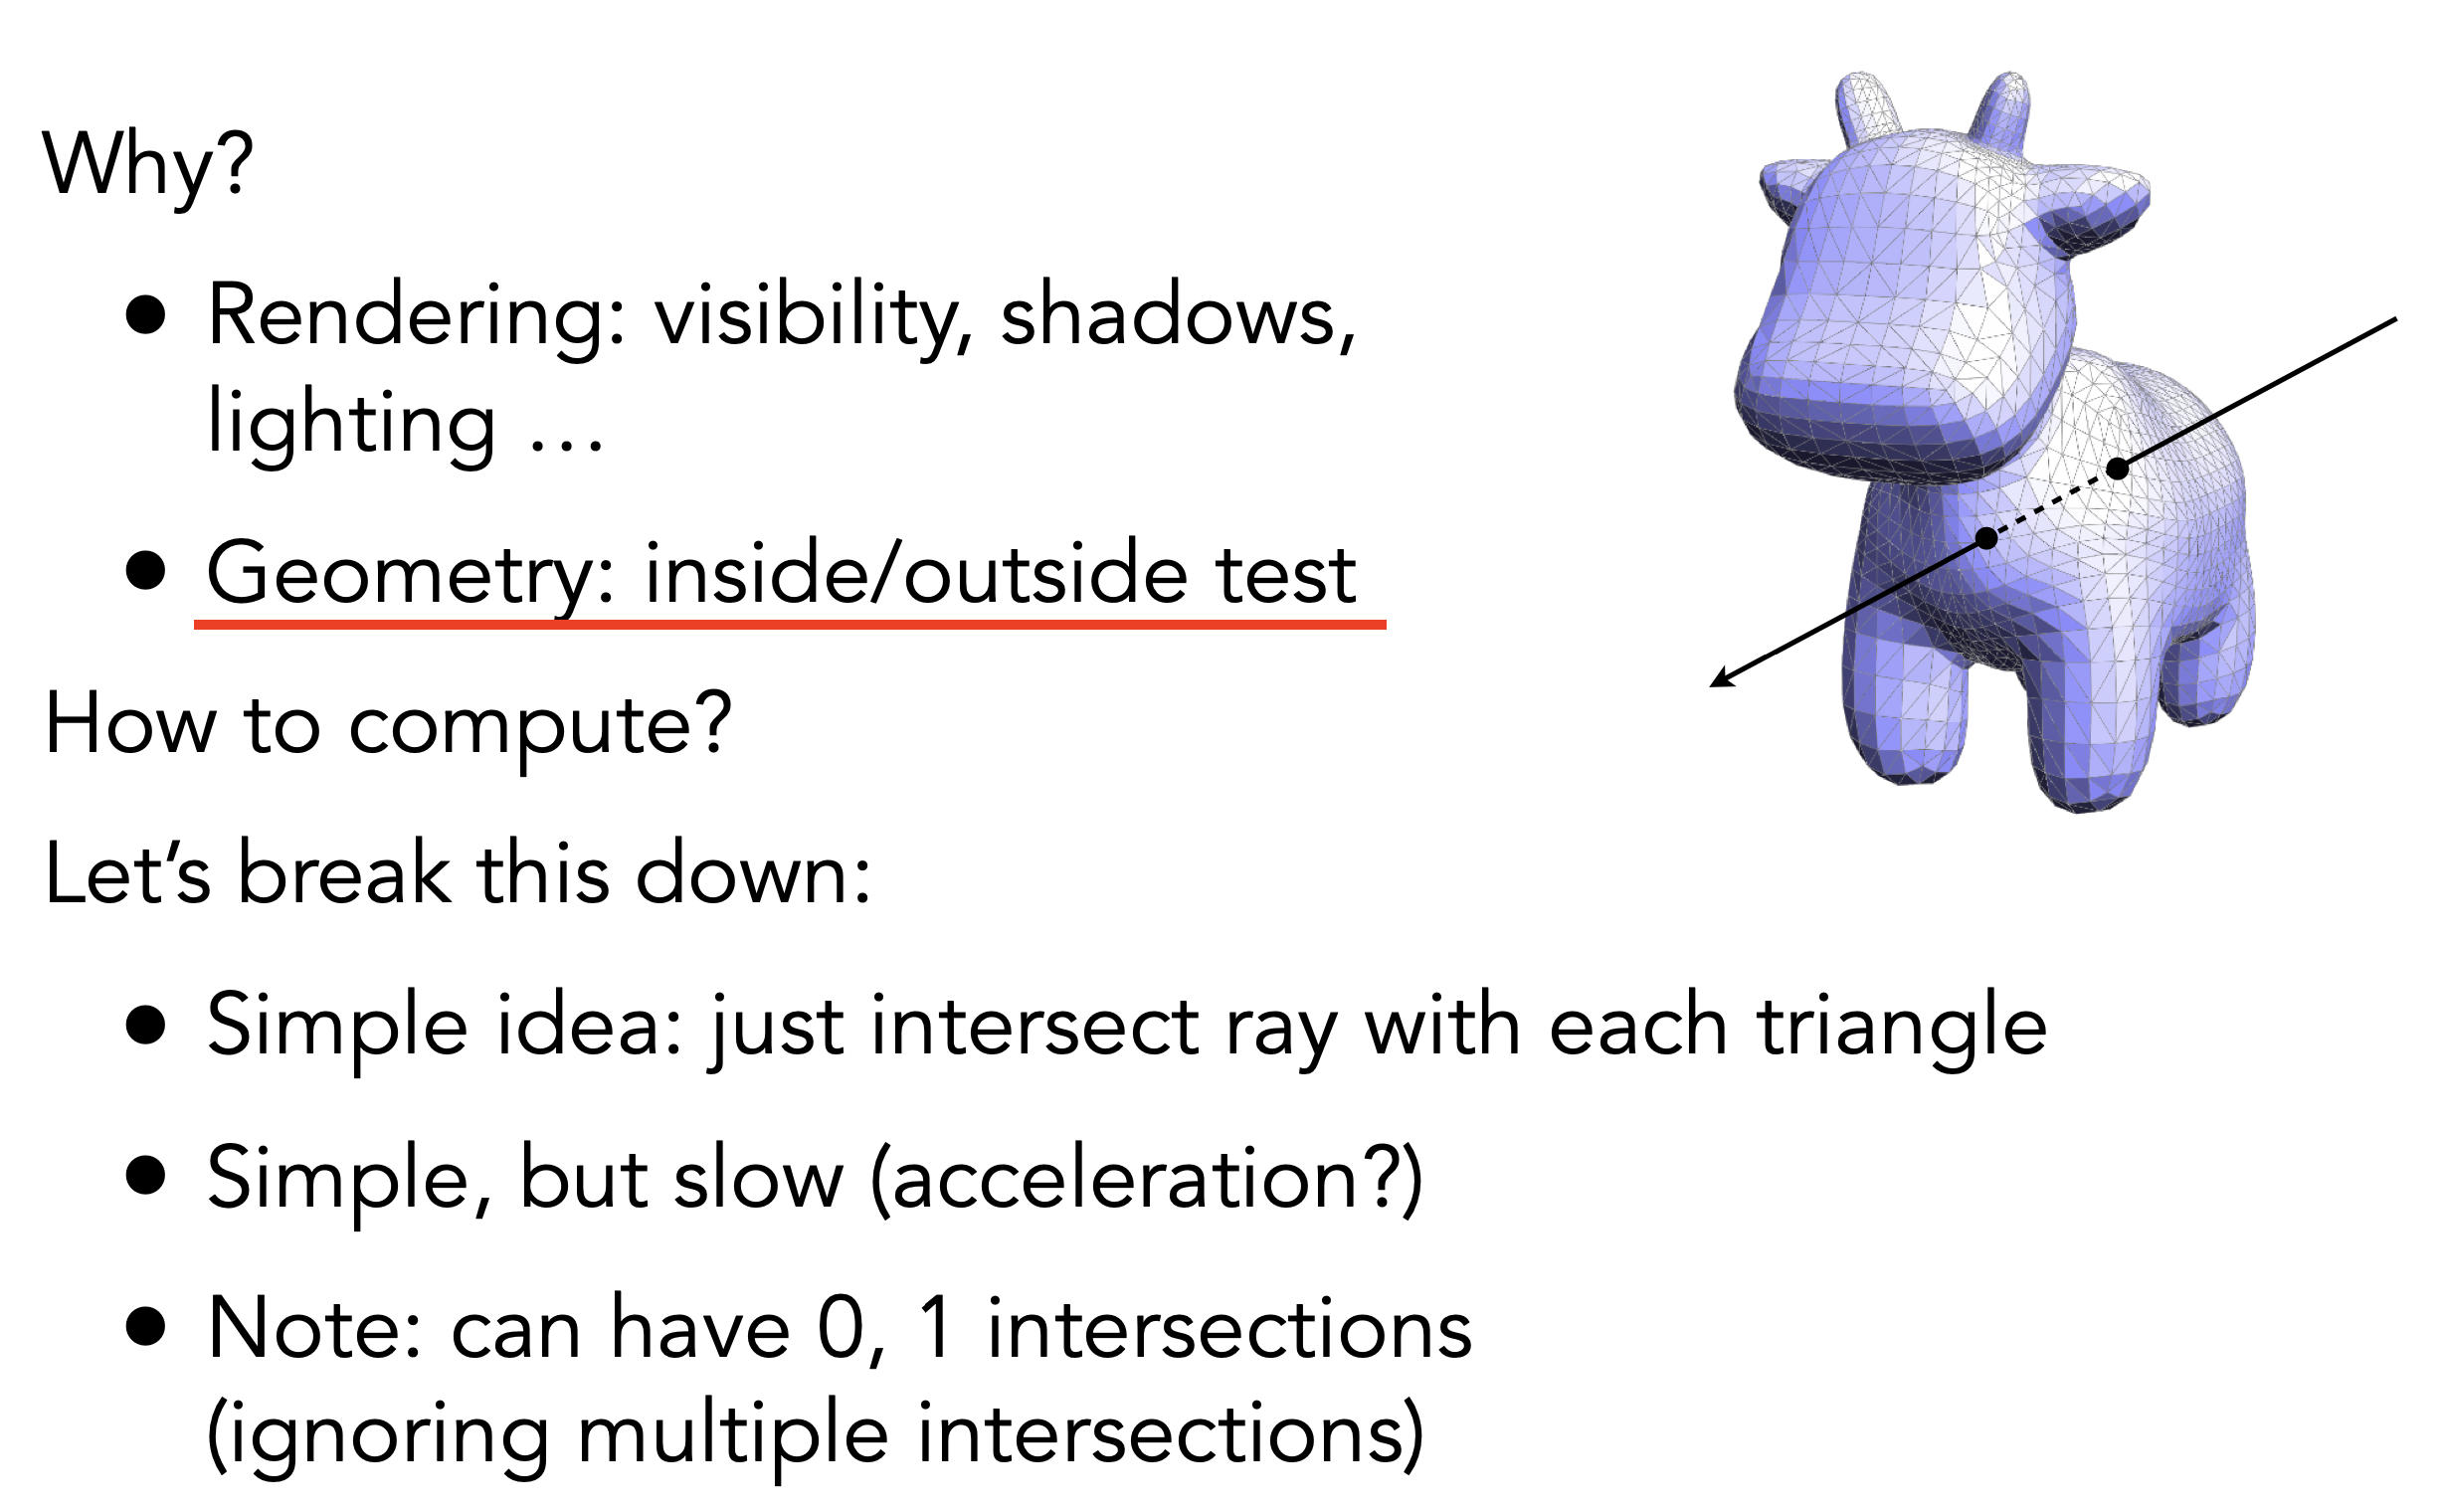 Why?
● Rendering: visibility, shadows,
lighting …
● Geometry: inside/outside test
How to compute?
Let’s break this down:
● Simple idea: just intersect ray with each triangle
● Simple, but slow (acceleration?)
● Note: can have 0, 1 intersections
(ignoring multiple intersections)